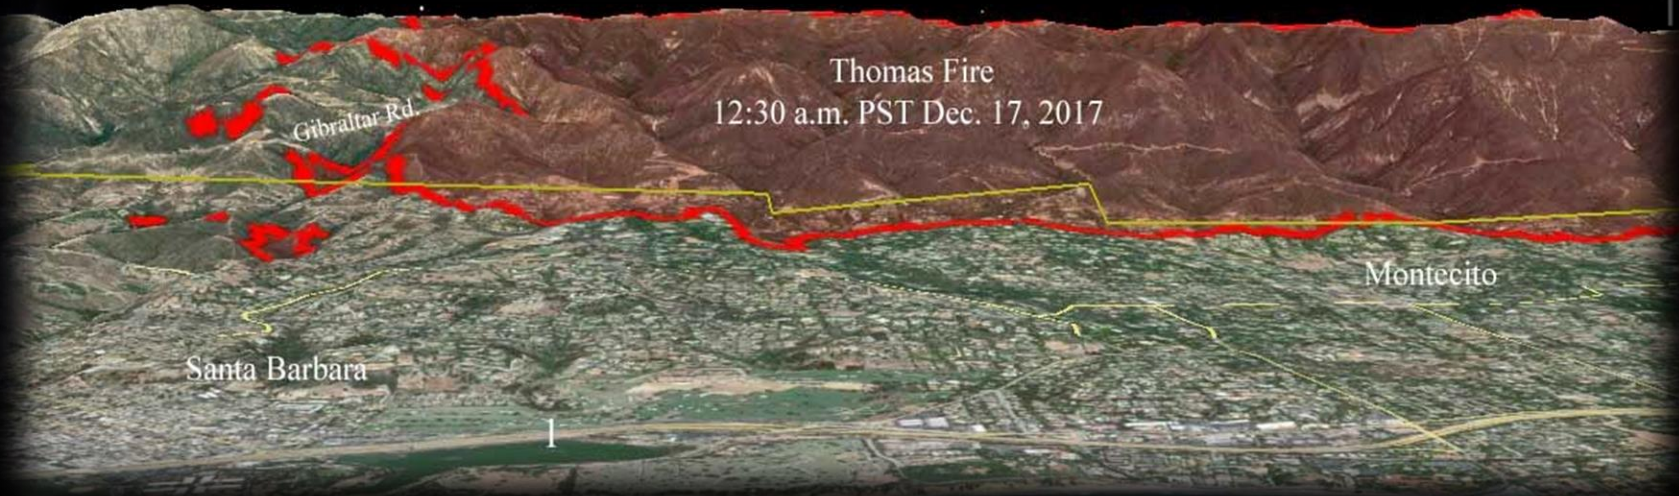 Thomas Fire
12:30 a.m. PST Dec. 17, 2017
Gibraltar Rd.
Montecito
Santa Barbara
1